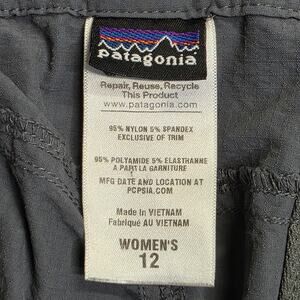 patagonia
Repair, Reuse, Recycle
This Product
www.patagonia.com
95% NYLON 5% SPANDEX
EXCLUSIVE OF TRIM
95% POLYAMIDE 5% ELASTHANNE
A PART LA GARNITURE
MFG DATE AND LOCATION AT
PCPSIA.COM
Made in VIETNAM
Fabriqué AU VIETNAM
WOMEN'S
12